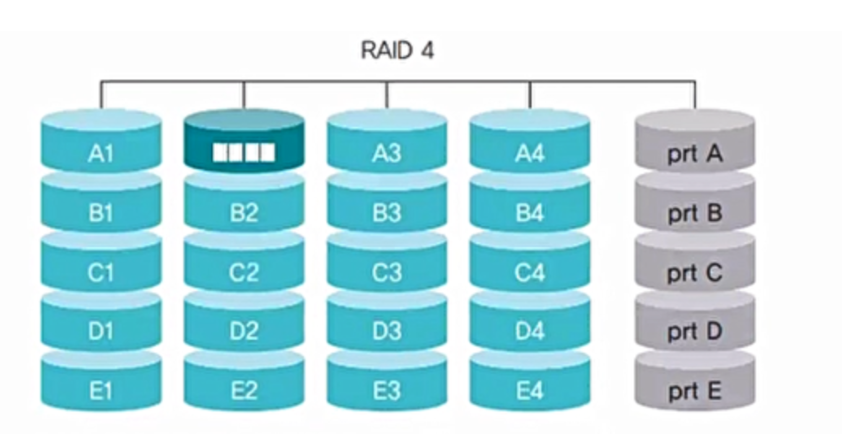 RAID 4
A1 A3 A4 prt A
B1 B2 B3 B4 prt B
C1 C2 C3 C4 prt C
D1 D2 D3 D4 prt D
E1 E2 E3 E4 prt E